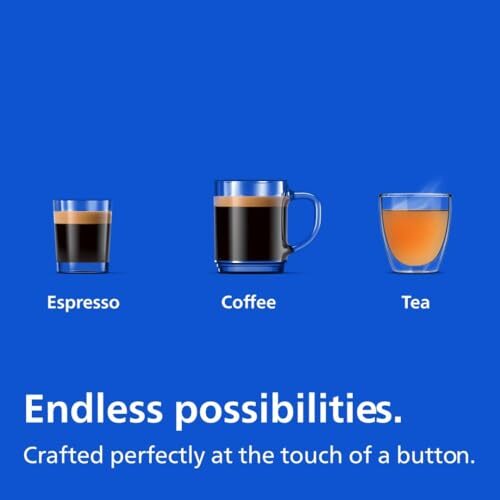 Espresso
Coffee
Tea
Endless possibilities.
Crafted perfectly at the touch of a button.